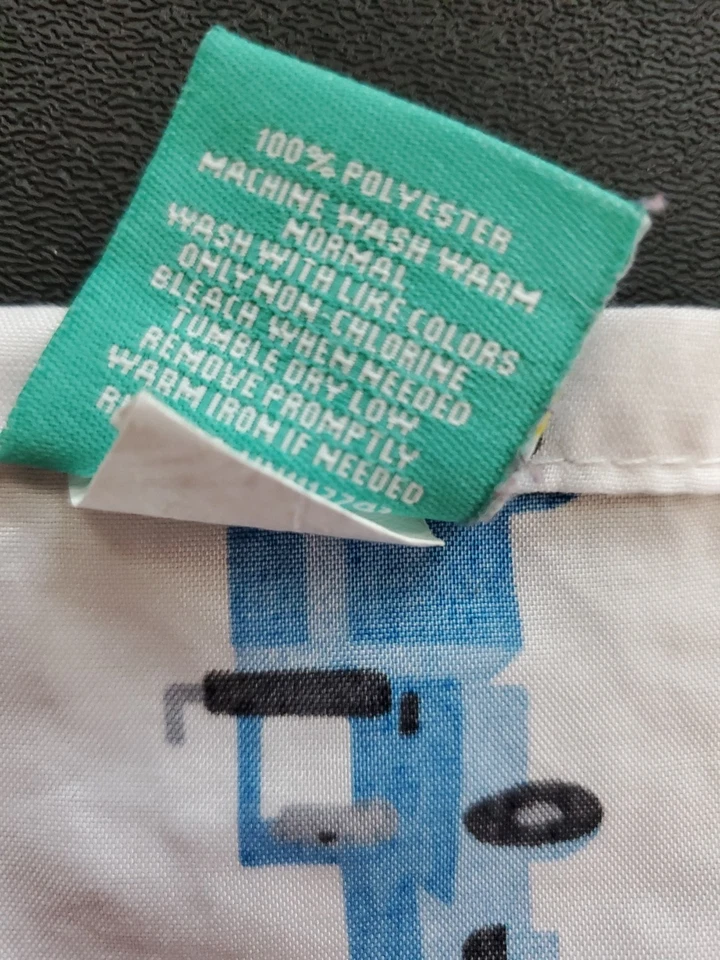 100% POLYESTER
MACHINE WASH WARM
NORMAL
WASH WITH LIKE COLORS
ONLY NON-CHLORINE
BLEACH WHEN NEEDED
TUMBLE DRY LOW
REMOVE PROMPTLY
WARM IRON IF NEEDED